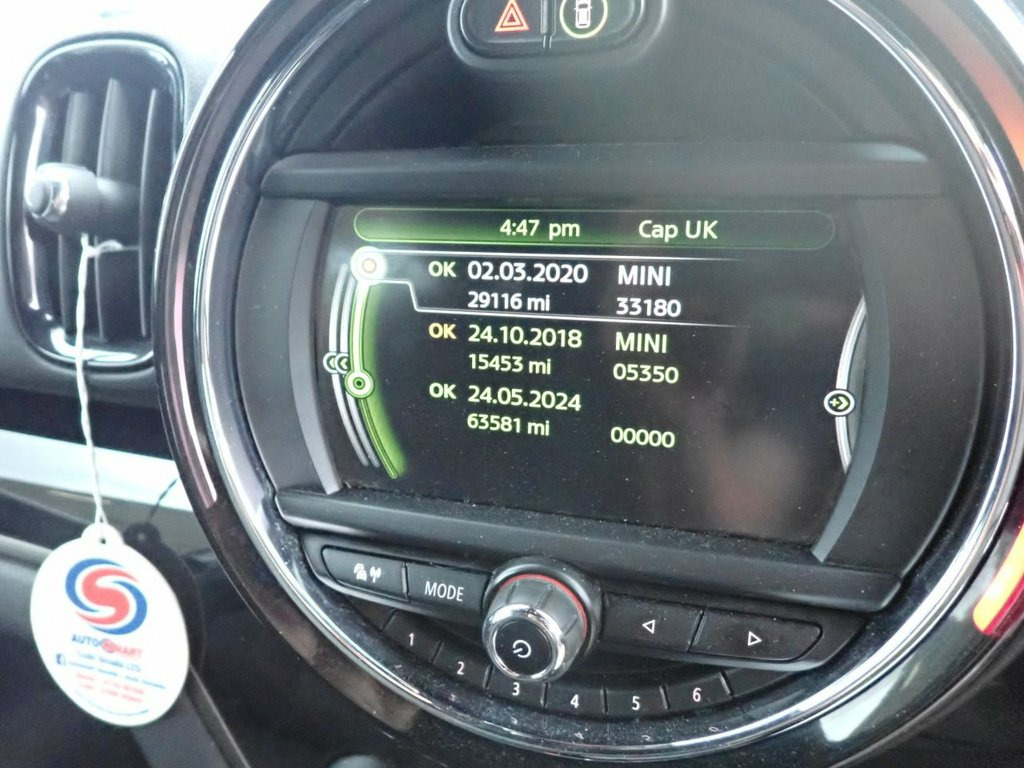 4:47 pm Cap UK
OK 02.03.2020 MINI
29116 mi 33180
OK 24.10.2018 MINI
15453 mi 05350
OK 24.05.2024
63581 mi 00000
MODE
1 2 3 4 5 6
S
AUTOSMART